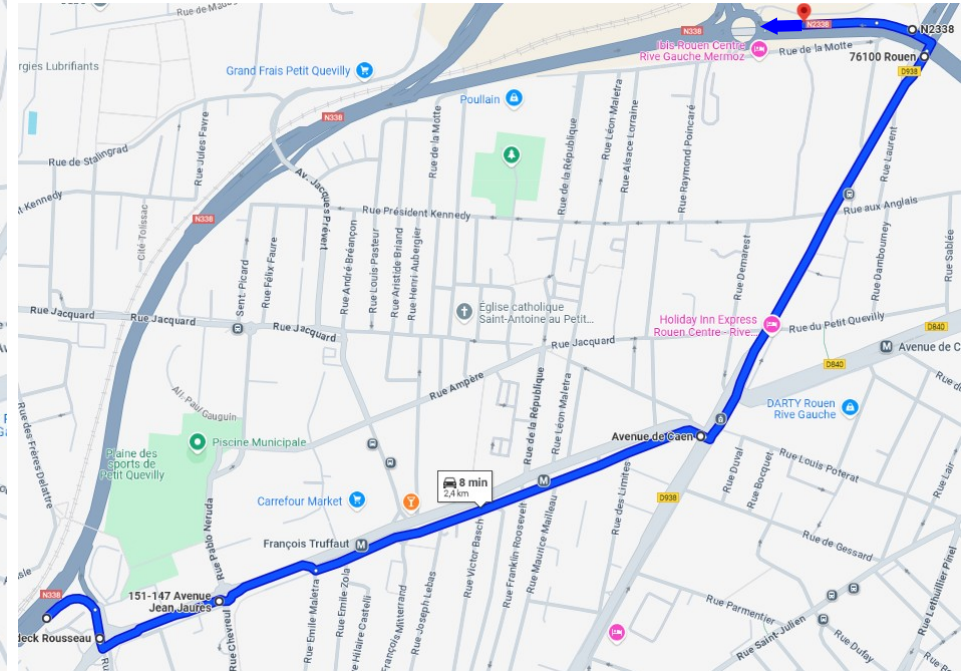 Rue de Madeg
N338
N2338
N2338
Ibis Rouen Centre
Rive Gauche Mermoz
Rue de la Motte
76100 Rouen
D938
rgies Lubrifiants
Grand Frais Petit Quevilly
Poullain
N338
Rue de la Motte
Rue Jules Favre
Rue de Stalingrad
Av. Jacques Prévert
Rue de la République
Rue Léon Maletra
Rue Alsace Lorraine
Rue Raymond Poincaré
Rue Laurent
t-Kennedy
N338
Rue Président Kennedy
Rue aux Anglais
Cité Tolissac
Sent. Picard
Rue Félix Faure
Rue André Bréançon
Rue Louis Pasteur
Rue Aristide Briand
Rue Henri Aubergier
Rue Demarest
Rue Dambourney
Rue Sablée
Église catholique
Saint-Antoine au Petit...
Holiday Inn Express
Rouen Centre - Rive...
Rue Jacquard
Rue Jacquard
Rue Jacquard
Rue Jacquard
Rue du Petit Quevilly
D840
Avenue de C
D840
Rue Ampère
All. Paul Gauguin
Rue de la République
Rue Léon Maletra
DARTY Rouen
Rive Gauche
Rue des Frères Delattre
Plaine des
sports de
Petit Quevilly
Piscine Municipale
Avenue de Caen
Rue Duval
Rue Bocquet
Rue Louis Poterat
Rue Lair
8 min
2,4 km
Carrefour Market
Rue des Limites
D938
François Truffaut
Rue Pablo Neruda
Rue Victor Basch
Rue Franklin Roosevelt
Rue Maurice Mailleau
Rue de Gessard
Rue Lethuillier Pinel
N338
151-147 Avenue
Jean Jaurès
deck Rousseau
Rue Chevreul
Rue Emile Maletra
Rue Emile Zola
Rue Hilaire Castelli
François Mitterrand
Rue Joseph Lebas
Rue Parmentier
Rue Saint-Julien
Rue Dufay